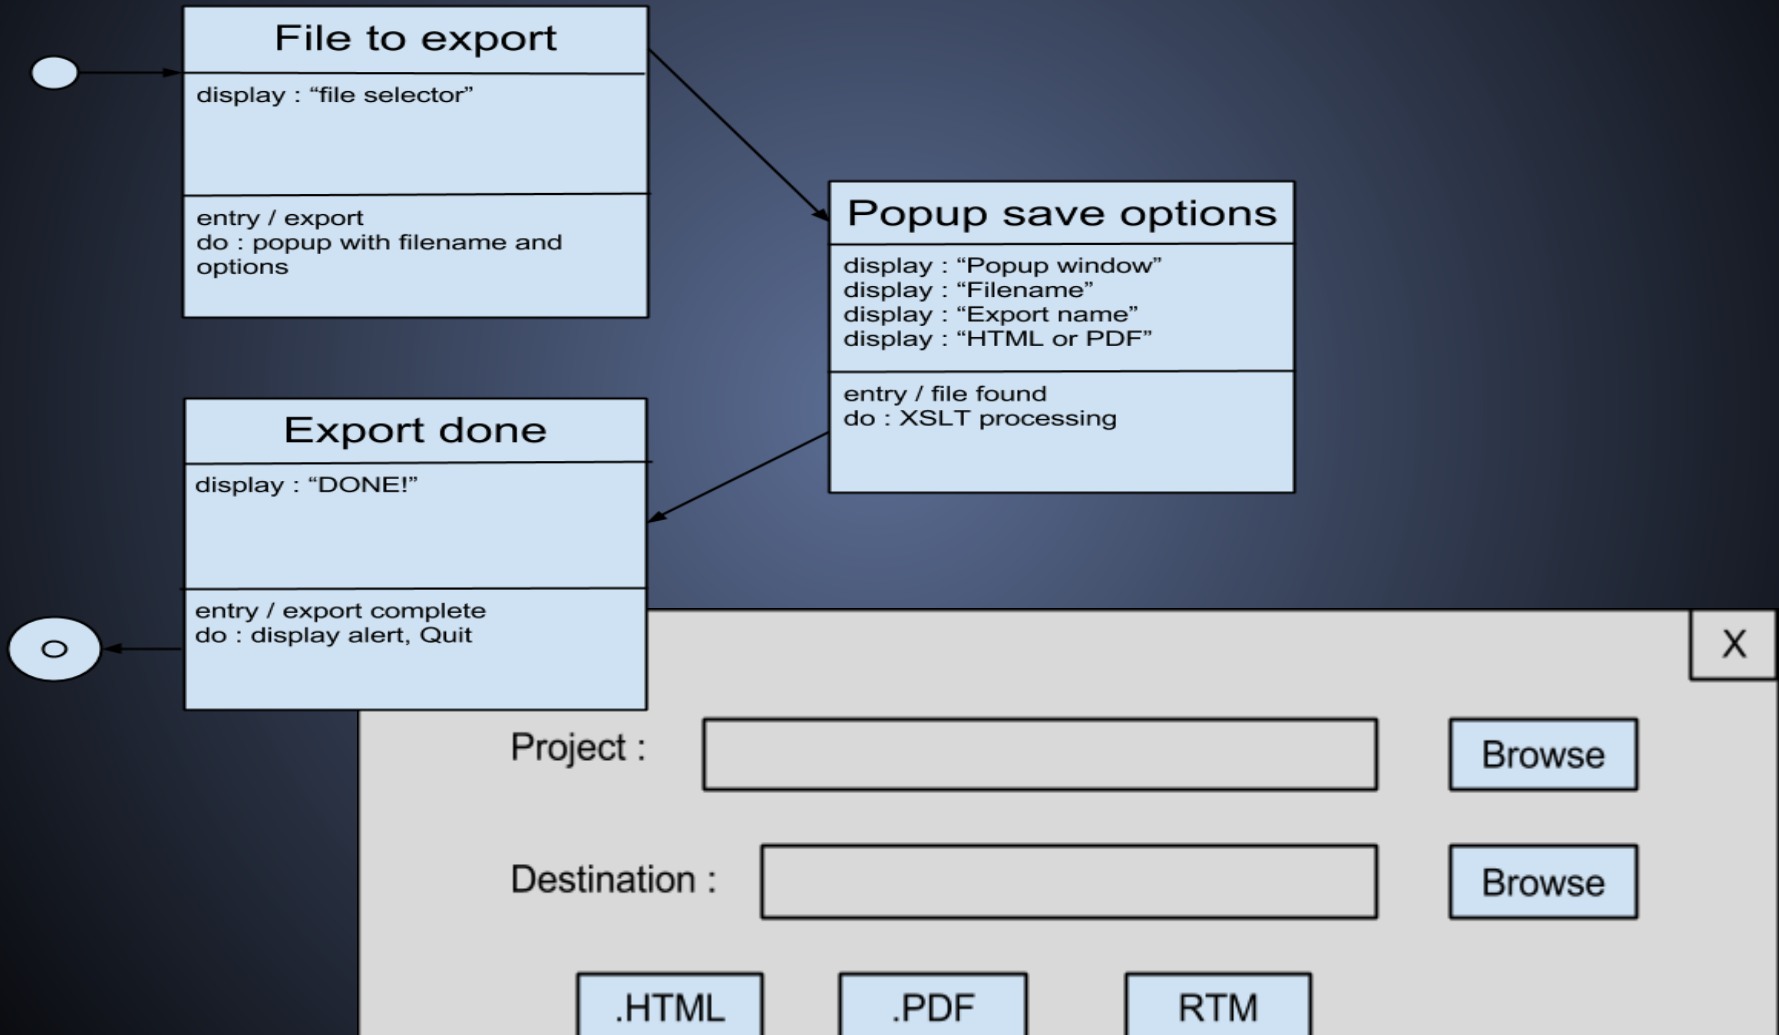 File to export
display : “file selector”
entry / export
do : popup with filename and
options
Popup save options
display : “Popup window”
display : “Filename”
display : “Export name”
display : “HTML or PDF”
entry / file found
do : XSLT processing
Export done
display : “DONE!”
entry / export complete
do : display alert, Quit
X
Project :
Browse
Destination :
Browse
.HTML
.PDF
RTM